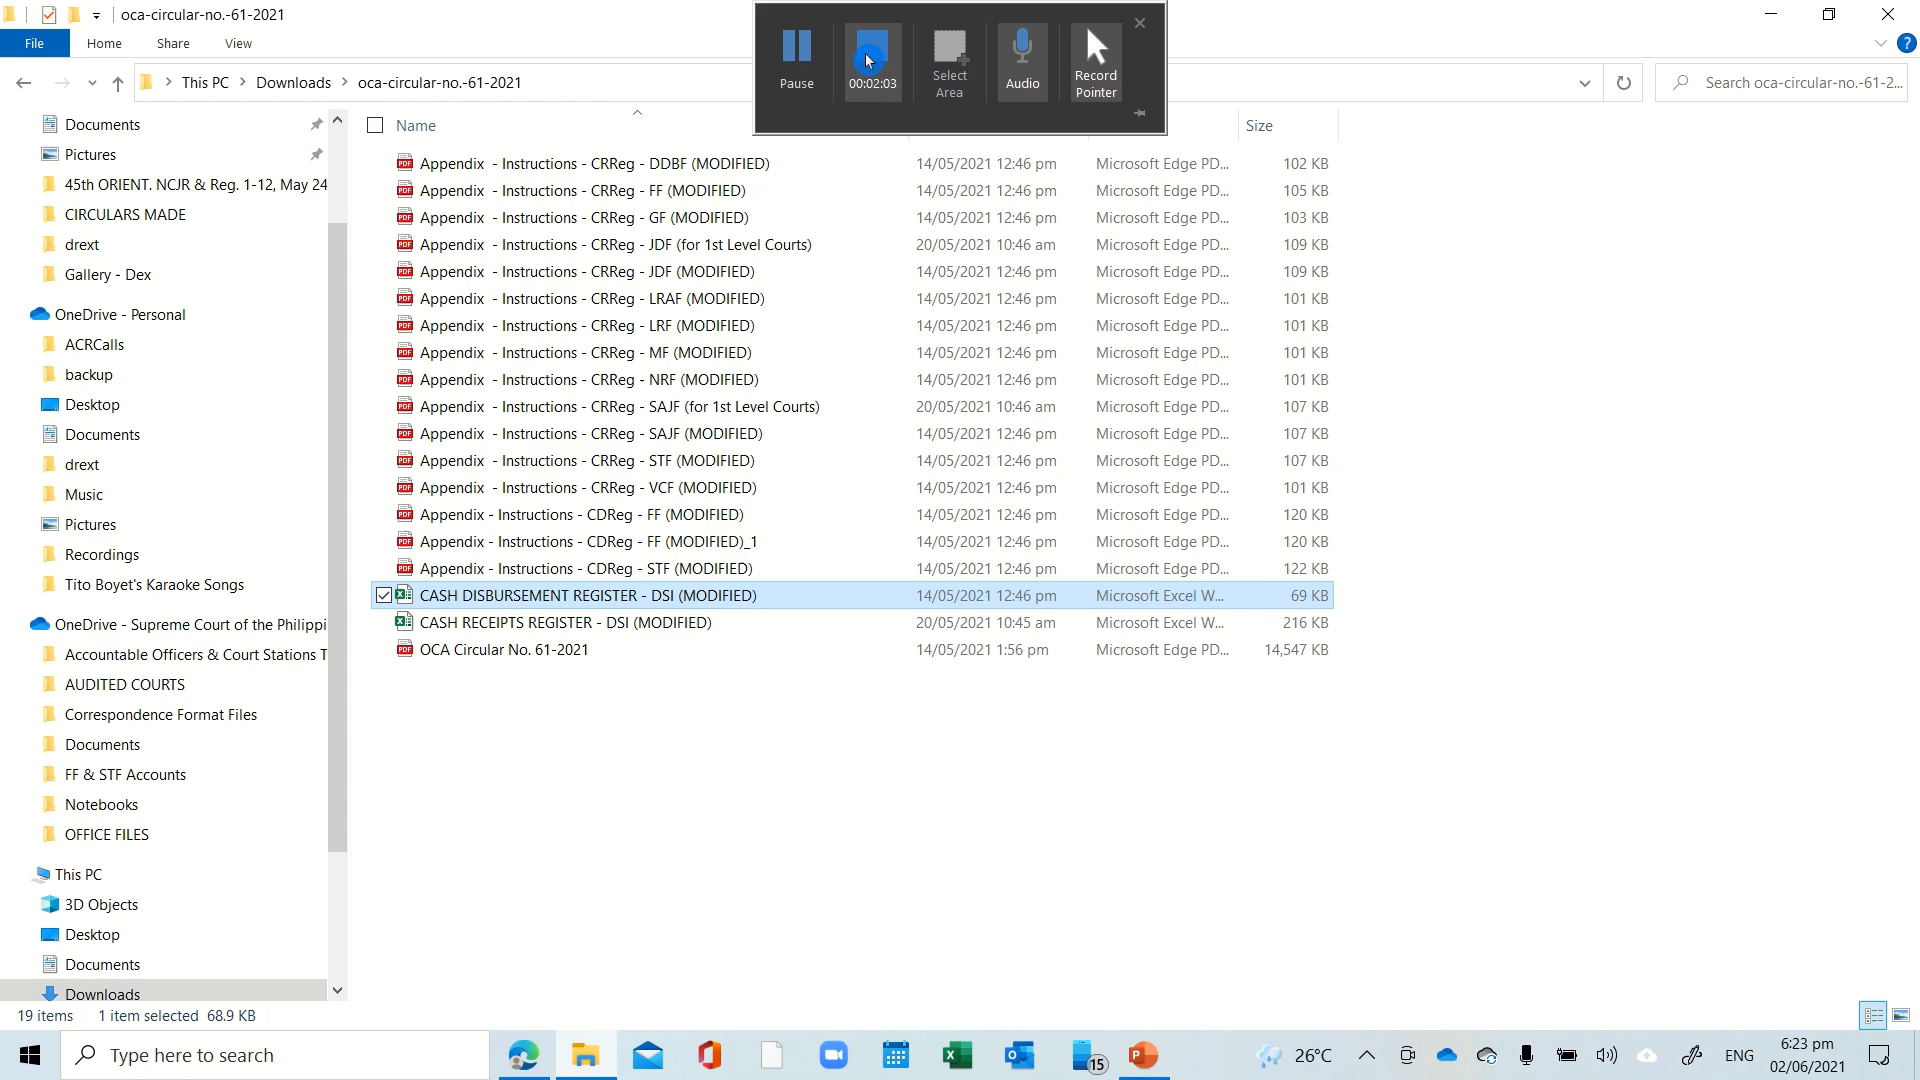 oca-circular-no.-61-2021
File
Home
Share
View
This PC
Downloads
oca-circular-no.-61-2021
Search oca-circular-no.-61-2...
Pause
00:02:03
Select
Area
Audio
Record
Pointer
Documents
Pictures
45th ORIENT. NCJR & Reg. 1-12, May 24
CIRCULARS MADE
drext
Gallery - Dex
OneDrive - Personal
ACRCalls
backup
Desktop
Documents
drext
Music
Pictures
Recordings
Tito Boyet's Karaoke Songs
OneDrive - Supreme Court of the Philippi
Accountable Officers & Court Stations T
AUDITED COURTS
Correspondence Format Files
Documents
FF & STF Accounts
Notebooks
OFFICE FILES
This PC
3D Objects
Desktop
Documents
Downloads
Name Size
Appendix - Instructions - CRReg - DDBF (MODIFIED) 14/05/2021 12:46 pm Microsoft Edge PD... 102 KB
Appendix - Instructions - CRReg - FF (MODIFIED) 14/05/2021 12:46 pm Microsoft Edge PD... 105 KB
Appendix - Instructions - CRReg - GF (MODIFIED) 14/05/2021 12:46 pm Microsoft Edge PD... 103 KB
Appendix - Instructions - CRReg - JDF (for 1st Level Courts) 20/05/2021 10:46 am Microsoft Edge PD... 109 KB
Appendix - Instructions - CRReg - JDF (MODIFIED) 14/05/2021 12:46 pm Microsoft Edge PD... 109 KB
Appendix - Instructions - CRReg - LRAF (MODIFIED) 14/05/2021 12:46 pm Microsoft Edge PD... 101 KB
Appendix - Instructions - CRReg - LRF (MODIFIED) 14/05/2021 12:46 pm Microsoft Edge PD... 101 KB
Appendix - Instructions - CRReg - MF (MODIFIED) 14/05/2021 12:46 pm Microsoft Edge PD... 101 KB
Appendix - Instructions - CRReg - NRF (MODIFIED) 14/05/2021 12:46 pm Microsoft Edge PD... 101 KB
Appendix - Instructions - CRReg - SAJF (for 1st Level Courts) 20/05/2021 10:46 am Microsoft Edge PD... 107 KB
Appendix - Instructions - CRReg - SAJF (MODIFIED) 14/05/2021 12:46 pm Microsoft Edge PD... 107 KB
Appendix - Instructions - CRReg - STF (MODIFIED) 14/05/2021 12:46 pm Microsoft Edge PD... 107 KB
Appendix - Instructions - CRReg - VCF (MODIFIED) 14/05/2021 12:46 pm Microsoft Edge PD... 101 KB
Appendix - Instructions - CDReg - FF (MODIFIED) 14/05/2021 12:46 pm Microsoft Edge PD... 120 KB
Appendix - Instructions - CDReg - FF (MODIFIED)_1 14/05/2021 12:46 pm Microsoft Edge PD... 120 KB
Appendix - Instructions - CDReg - STF (MODIFIED) 14/05/2021 12:46 pm Microsoft Edge PD... 122 KB
CASH DISBURSEMENT REGISTER - DSI (MODIFIED) 14/05/2021 12:46 pm Microsoft Excel W... 69 KB
CASH RECEIPTS REGISTER - DSI (MODIFIED) 20/05/2021 10:45 am Microsoft Excel W... 216 KB
OCA Circular No. 61-2021 14/05/2021 1:56 pm Microsoft Edge PD... 14,547 KB
19 items 1 item selected 68.9 KB
Type here to search
15
26°C
ENG
6:23 pm
02/06/2021